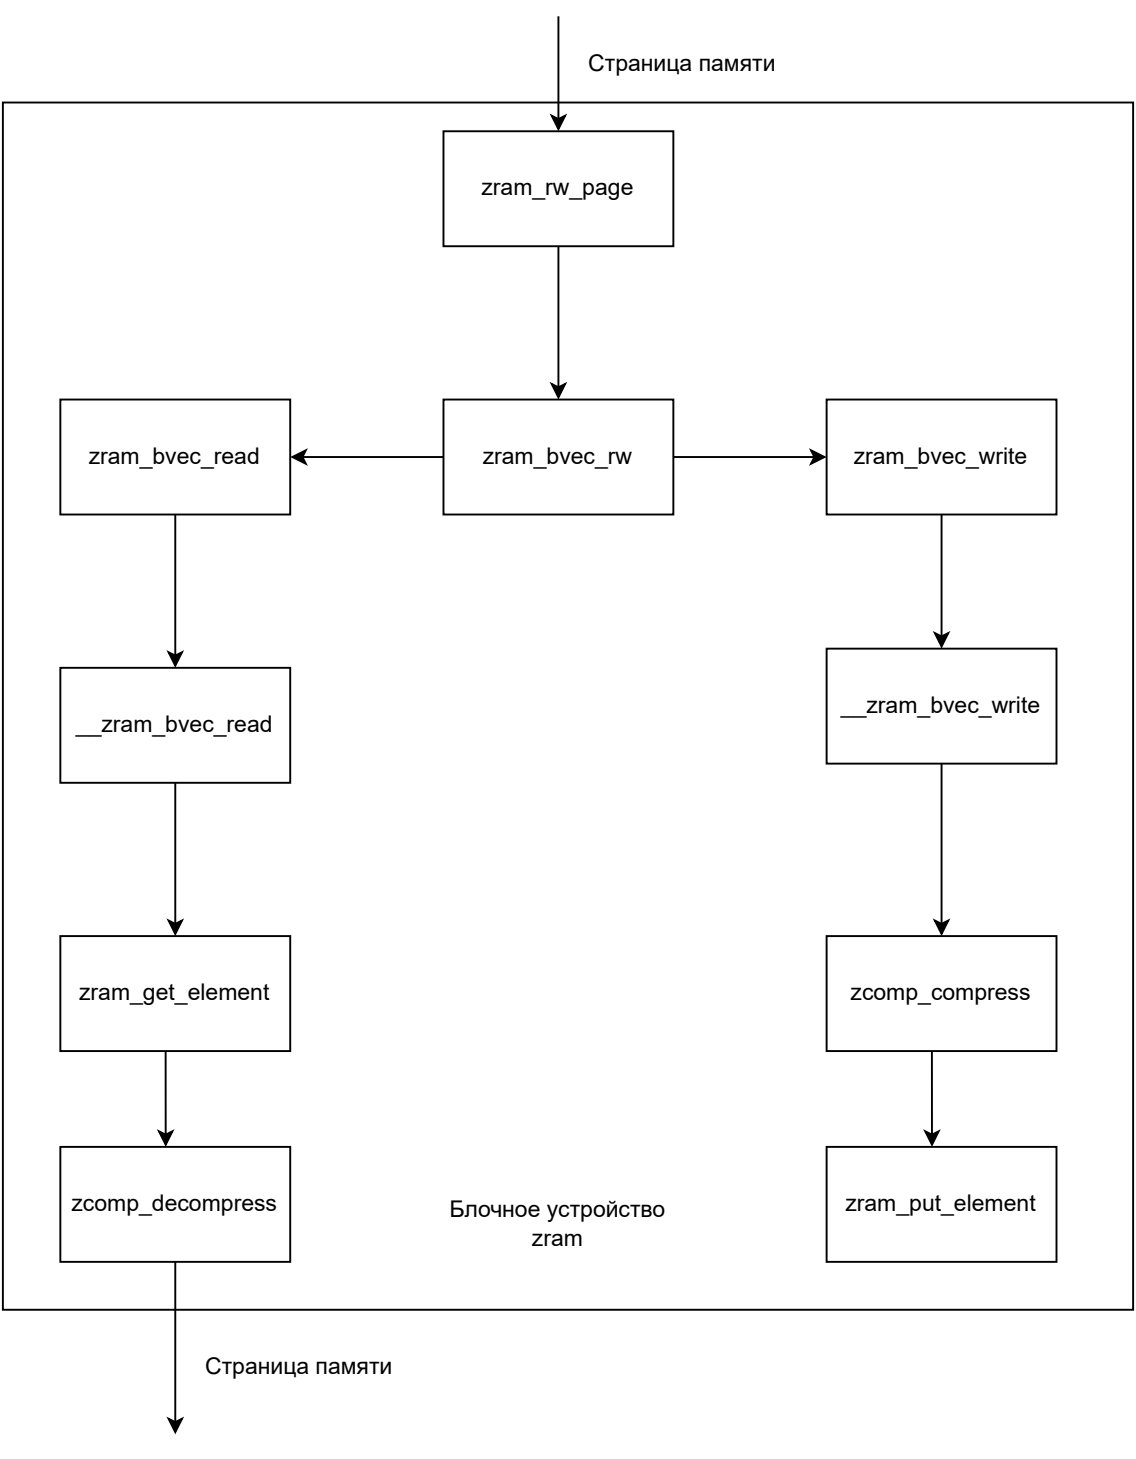 Страница памяти
zram_rw_page
zram_bvec_read
zram_bvec_rw
zram_bvec_write
__zram_bvec_read
__zram_bvec_write
zram_get_element
zcomp_compress
zcomp_decompress
Блочное устройство
zram
zram_put_element
Страница памяти